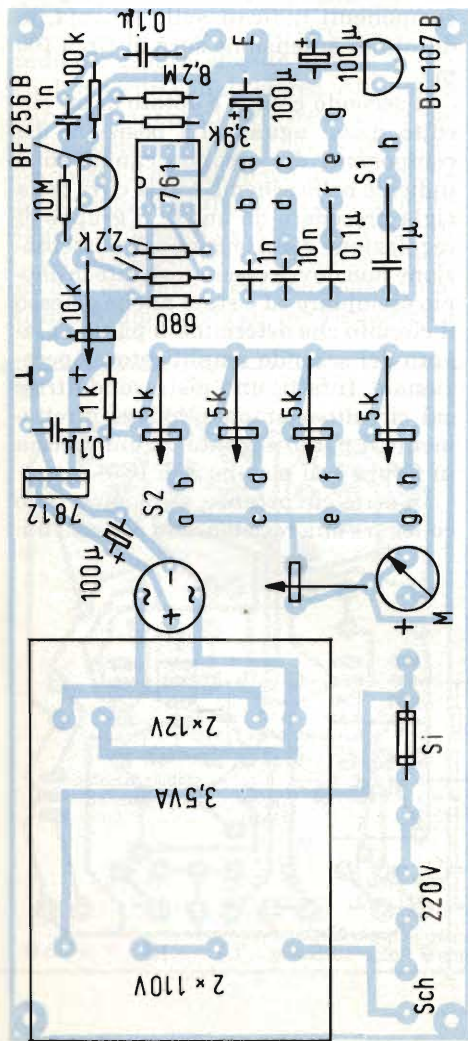 0,1µ
E
100µ
BC 107 B
100k
1n
8,2M
3,9k
+
100µ
+
g
BF 256 B
10M
761
a
c
e
h
b
d
f
S1
2,2k
1n
10n
0,1µ
1µ
680
10k
+
⊥
1k
5k
5k
5k
5k
0,1µ
7812
S2
b
d
f
h
a
c
e
g
100µ
+
~
-
+
~
+
M
2×12V
3,5VA
2×110V
Si
220V
Sch